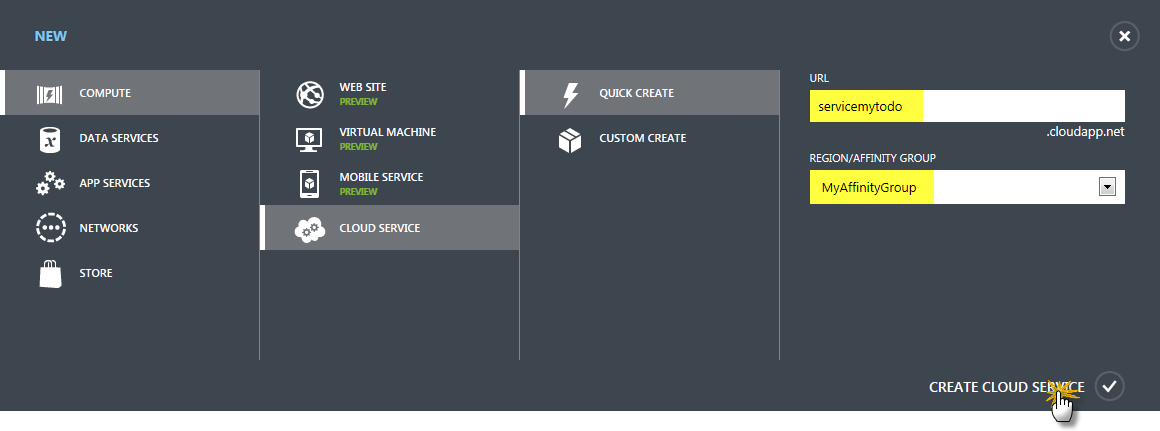 NEW
COMPUTE
DATA SERVICES
APP SERVICES
NETWORKS
STORE
WEB SITE
PREVIEW
VIRTUAL MACHINE
PREVIEW
MOBILE SERVICE
PREVIEW
CLOUD SERVICE
QUICK CREATE
CUSTOM CREATE
URL
servicemytodo
.cloudapp.net
REGION/AFFINITY GROUP
MyAffinityGroup
CREATE CLOUD SERVICE